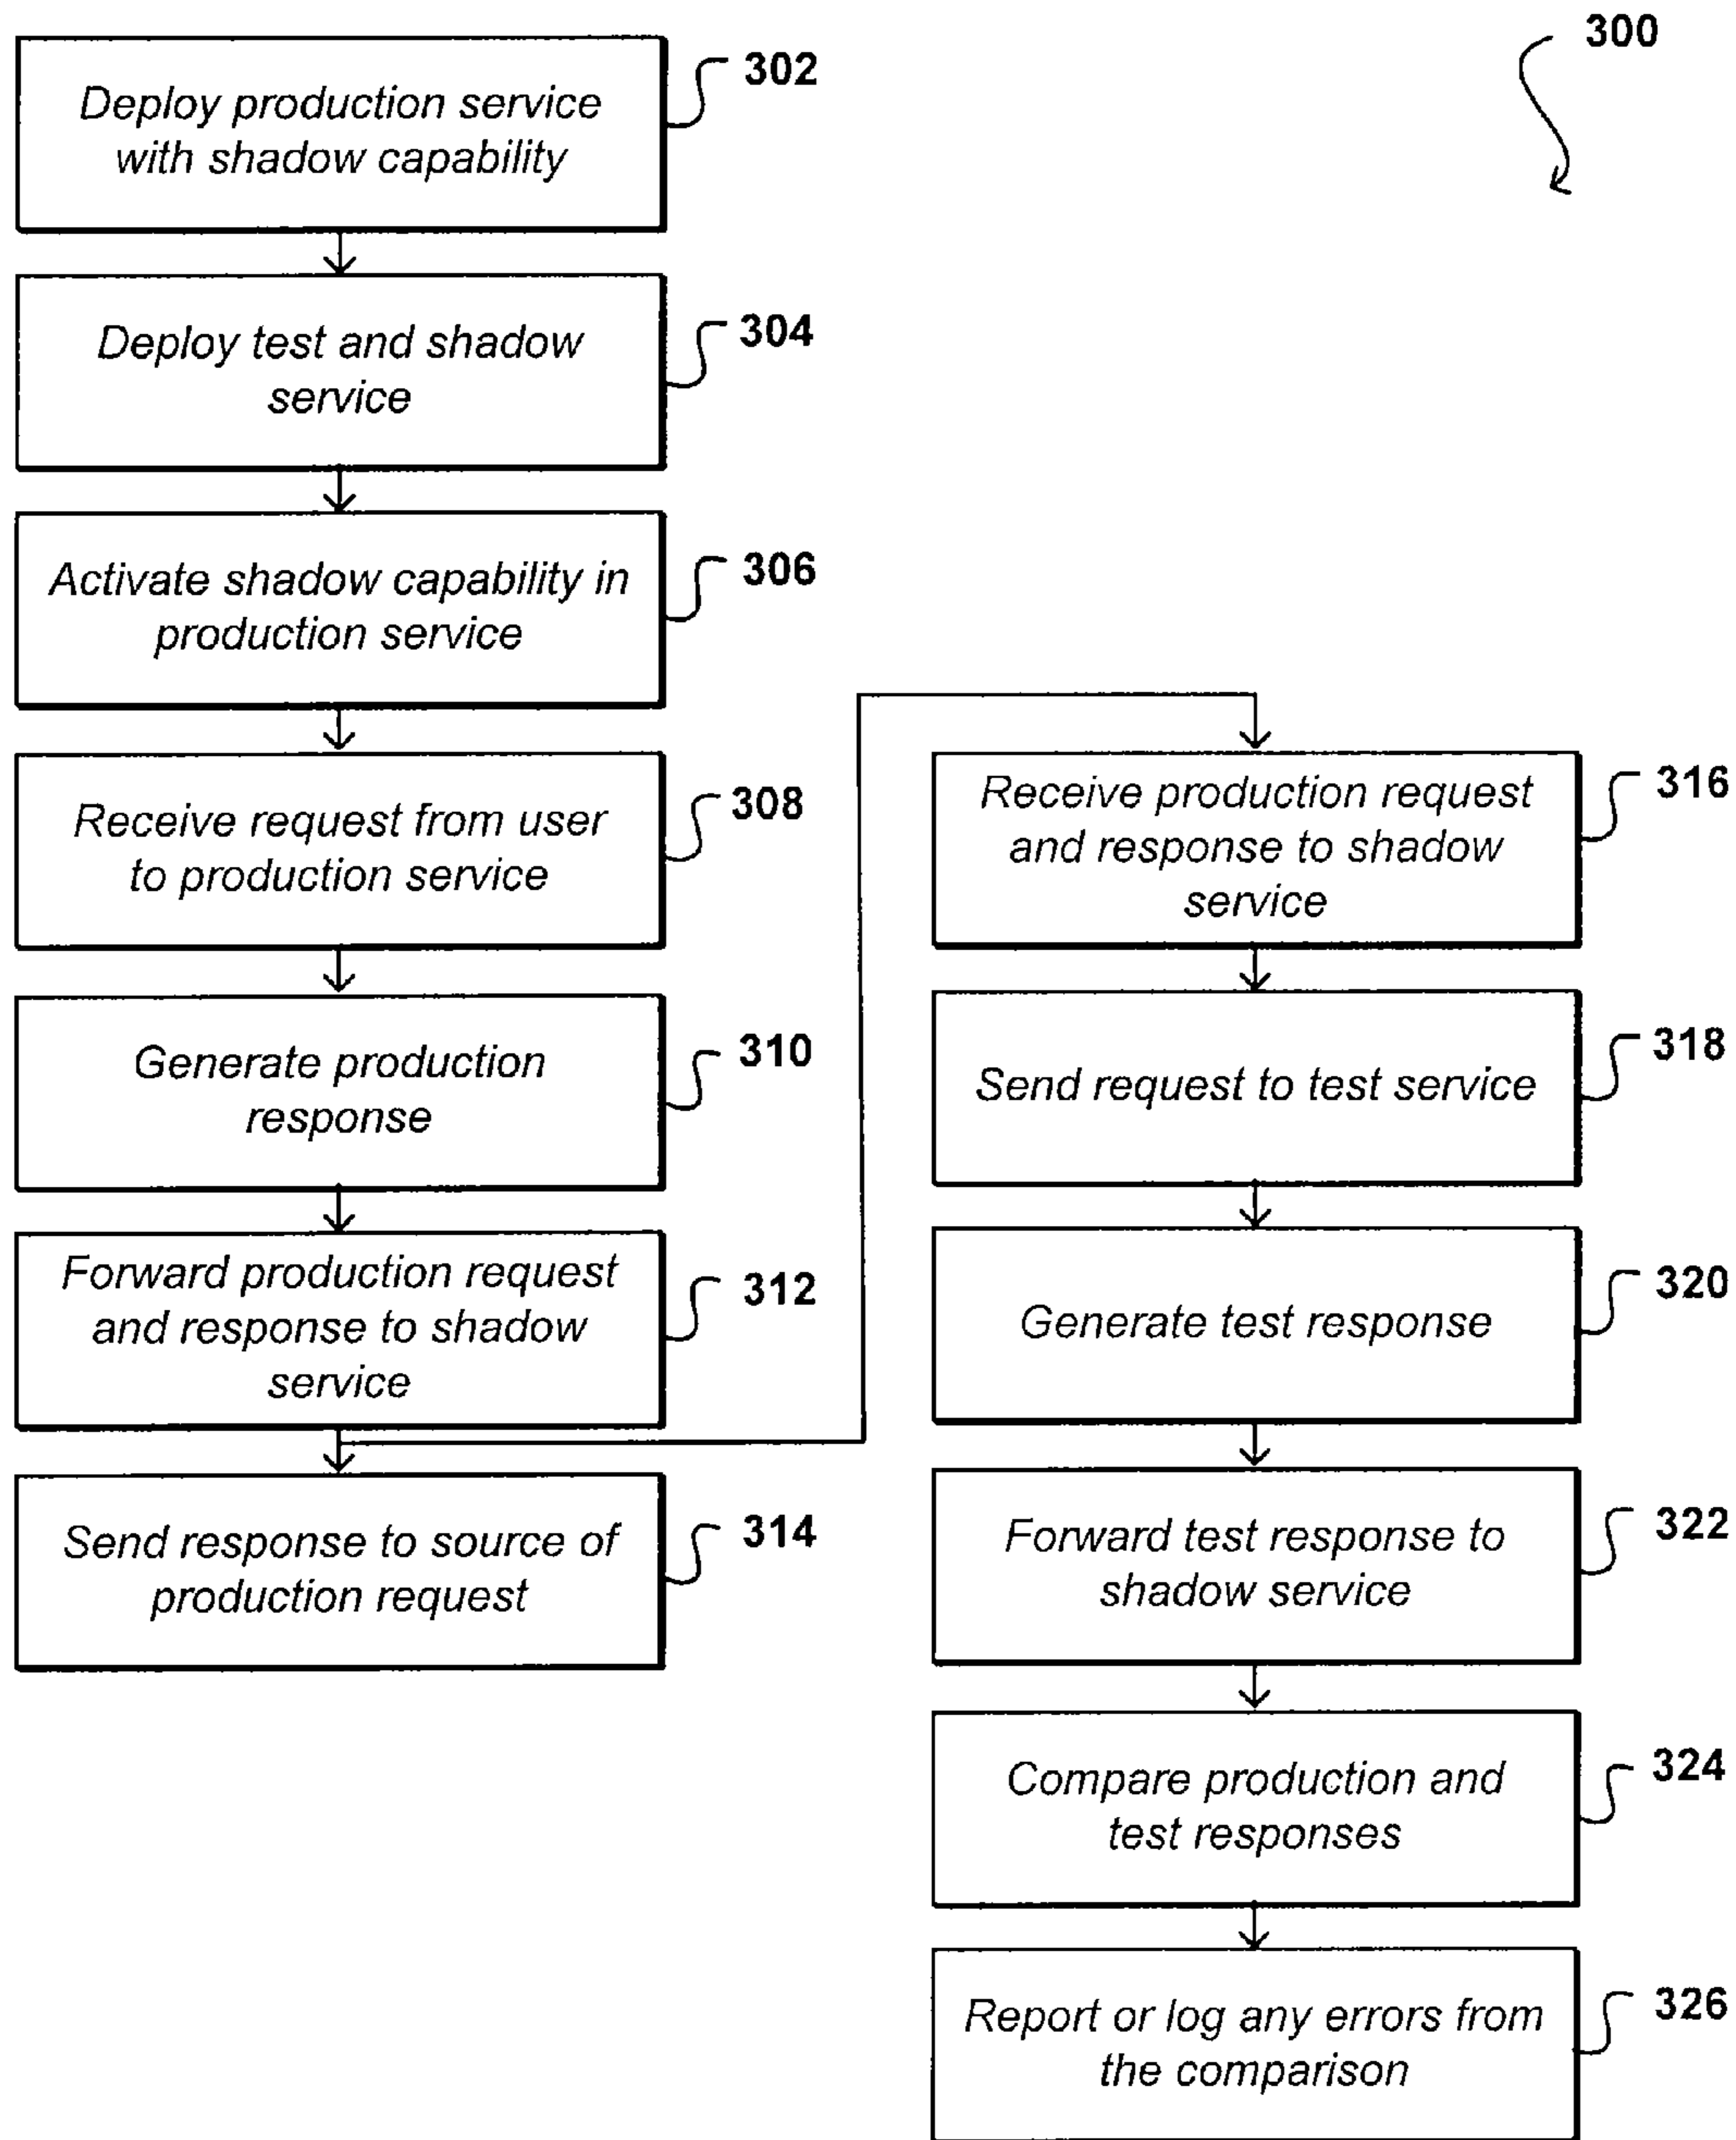 300
Deploy production service
with shadow capability
302
Deploy test and shadow
service
304
Activate shadow capability in
production service
306
Receive request from user
to production service
308
Generate production
response
310
Forward production request
and response to shadow
service
312
Send response to source of
production request
314
Receive production request
and response to shadow
service
316
Send request to test service
318
Generate test response
320
Forward test response to
shadow service
322
Compare production and
test responses
324
Report or log any errors from
the comparison
326